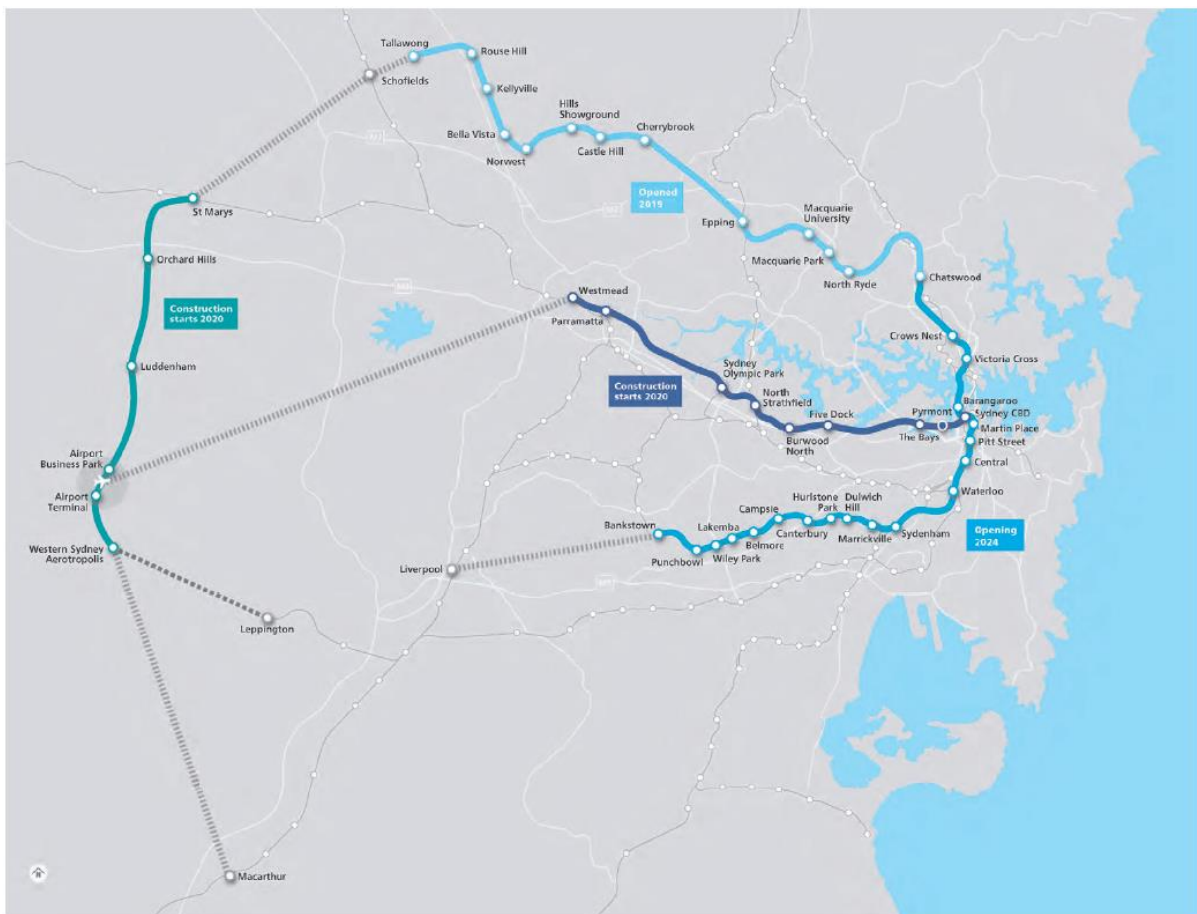 Tallawong
Rouse Hill
Schofields
Kellyville
Hills
Showground
Cherrybrook
Bella Vista
Castle Hill
Norwest
Opened
2019
St Marys
Macquarie
University
Epping
Orchard Hills
Macquarie Park
North Ryde
Chatswood
Westmead
Construction
starts 2020
Parramatta
Crows Nest
Victoria Cross
Luddenham
Sydney
Olympic Park
Construction
starts 2020
North
Strathfield
Barangaroo
Five Dock
Pyrmont
Sydney CBD
Martin Place
The Bays
Burwood
North
Pitt Street
Airport
Business Park
Central
Airport
Terminal
Waterloo
Hurlstone
Park
Dulwich
Hill
Campsie
Bankstown
Lakemba
Canterbury
Sydenham
Opening
2024
Marrickville
Belmore
Wiley Park
Punchbowl
Western Sydney
Aerotropolis
Liverpool
Leppington
Macarthur